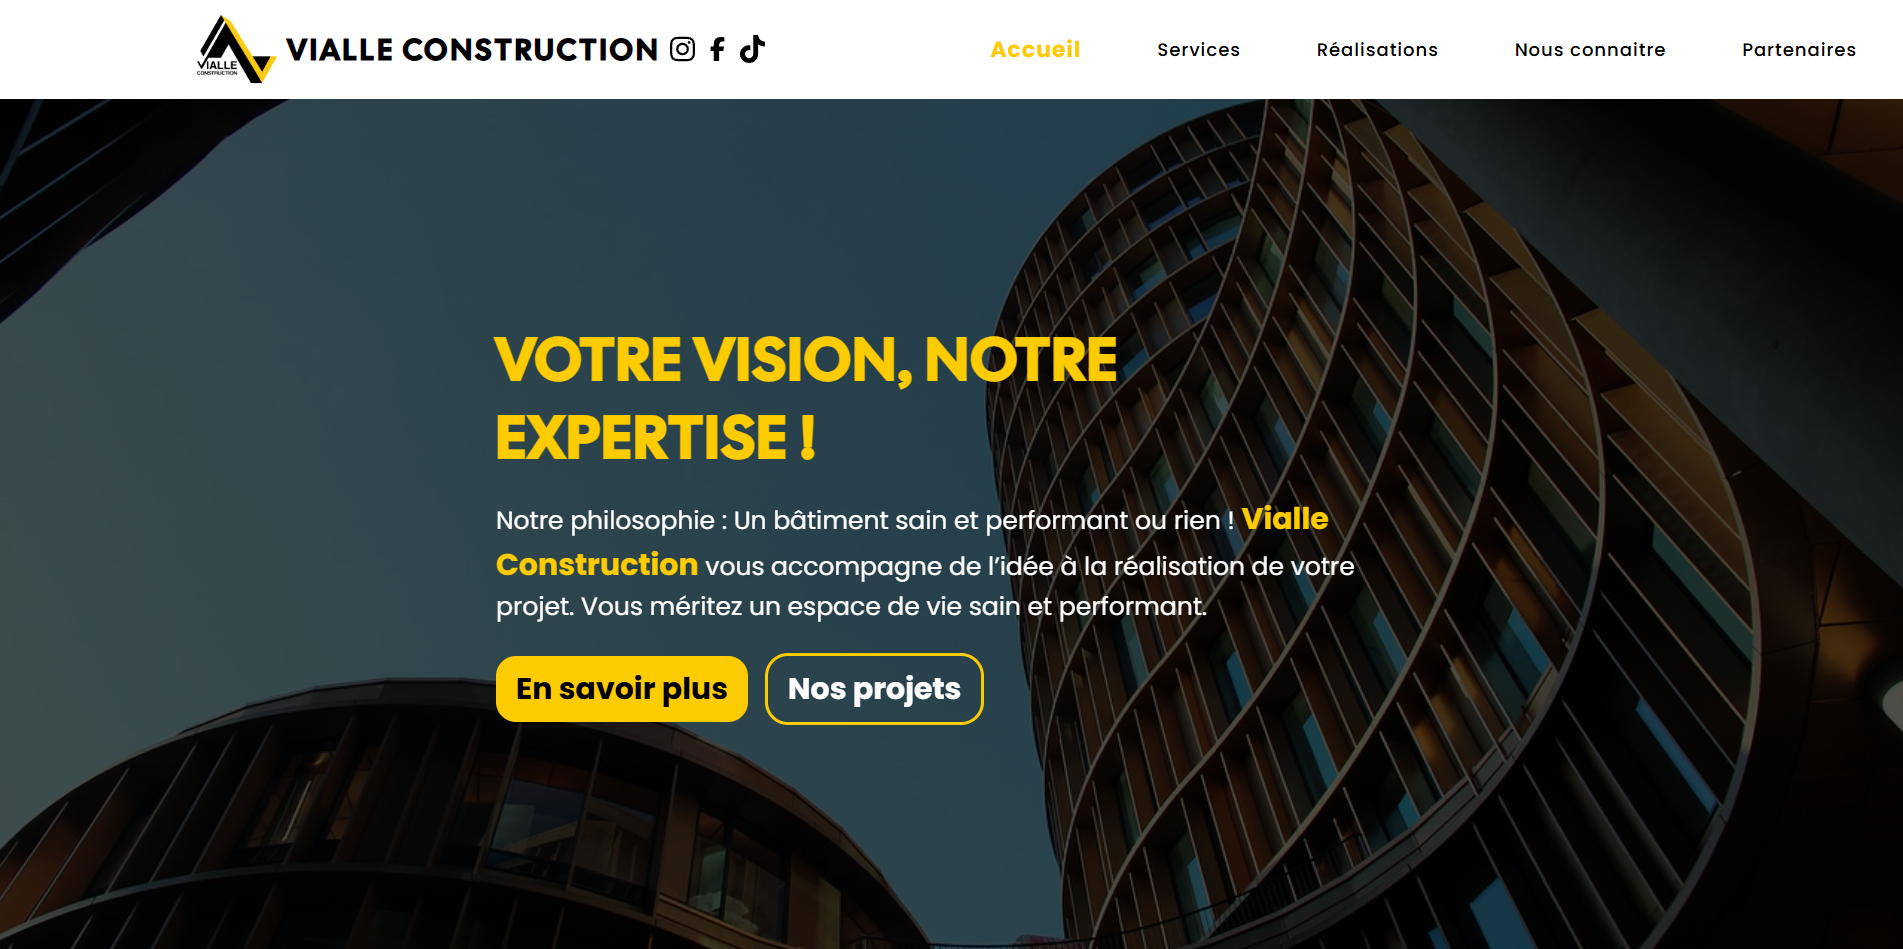 VIALLE
CONSTRUCTION
VIALLE CONSTRUCTION
Accueil
Services
Réalisations
Nous connaitre
Partenaires
VOTRE VISION, NOTRE
EXPERTISE !
Notre philosophie : Un bâtiment sain et performant ou rien ! Vialle
Construction vous accompagne de l’idée à la réalisation de votre
projet. Vous méritez un espace de vie sain et performant.
En savoir plus
Nos projets